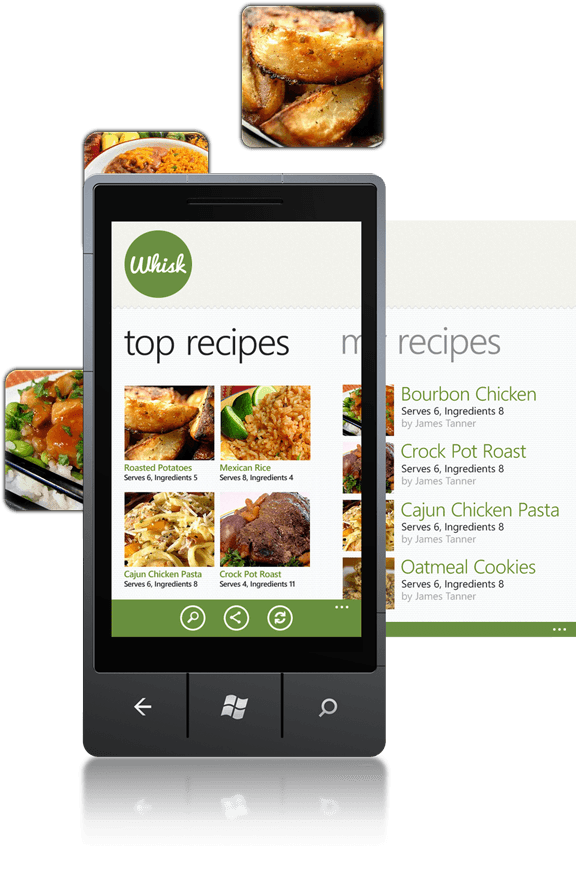 Whisk
top recipes
my recipes
Roasted Potatoes
Serves 6, Ingredients 5
Mexican Rice
Serves 8, Ingredients 4
Cajun Chicken Pasta
Serves 6, Ingredients 8
Crock Pot Roast
Serves 4, Ingredients 11
Bourbon Chicken
Serves 6, Ingredients 8
by James Tanner
Crock Pot Roast
Serves 6, Ingredients 8
by James Tanner
Cajun Chicken Pasta
Serves 6, Ingredients 8
by James Tanner
Oatmeal Cookies
Serves 6, Ingredients 8
by James Tanner